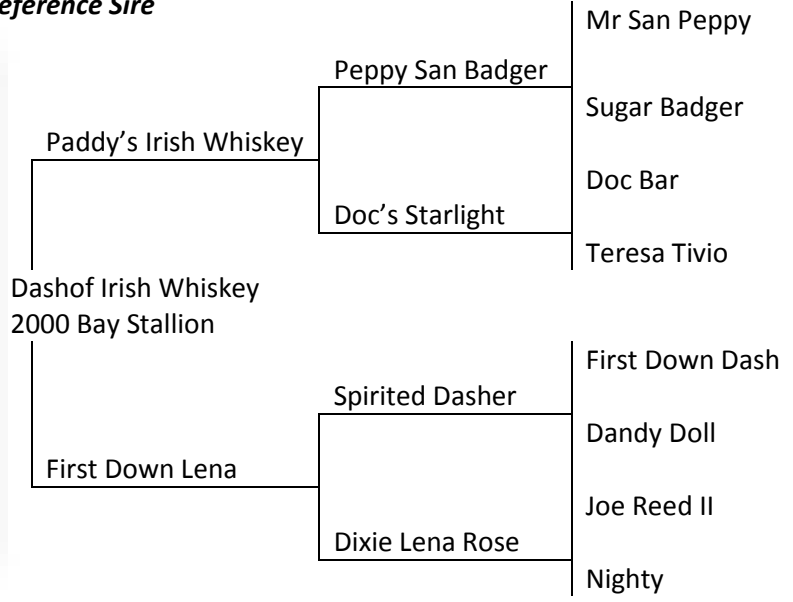 eference Sire
Mr San Peppy
Peppy San Badger
Sugar Badger
Paddy’s Irish Whiskey
Doc Bar
Doc’s Starlight
Teresa Tivio
Dashof Irish Whiskey
2000 Bay Stallion
First Down Dash
Spirited Dasher
Dandy Doll
First Down Lena
Joe Reed II
Dixie Lena Rose
Nighty